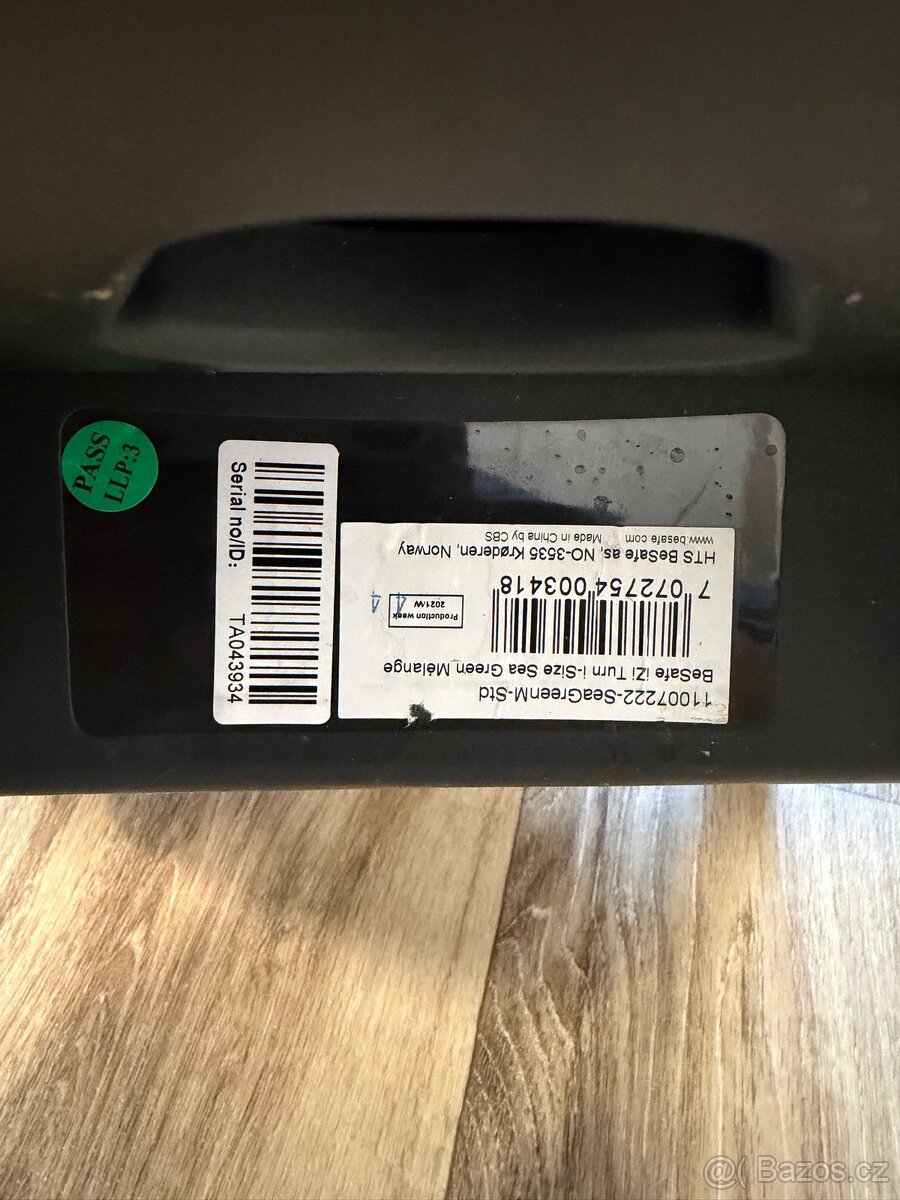 PASS
LLP:3
Serial no/ID:
TA043934
11007222-SeaGreenM-Std
BeSafe iZi Turn i-Size Sea Green Mélange
Production week
2021/W
44
7 072754 003418
HTS BeSafe as, NO-3535 Krøderen, Norway
www.besafe.com Made in China by CBS
@( Bazos.cz